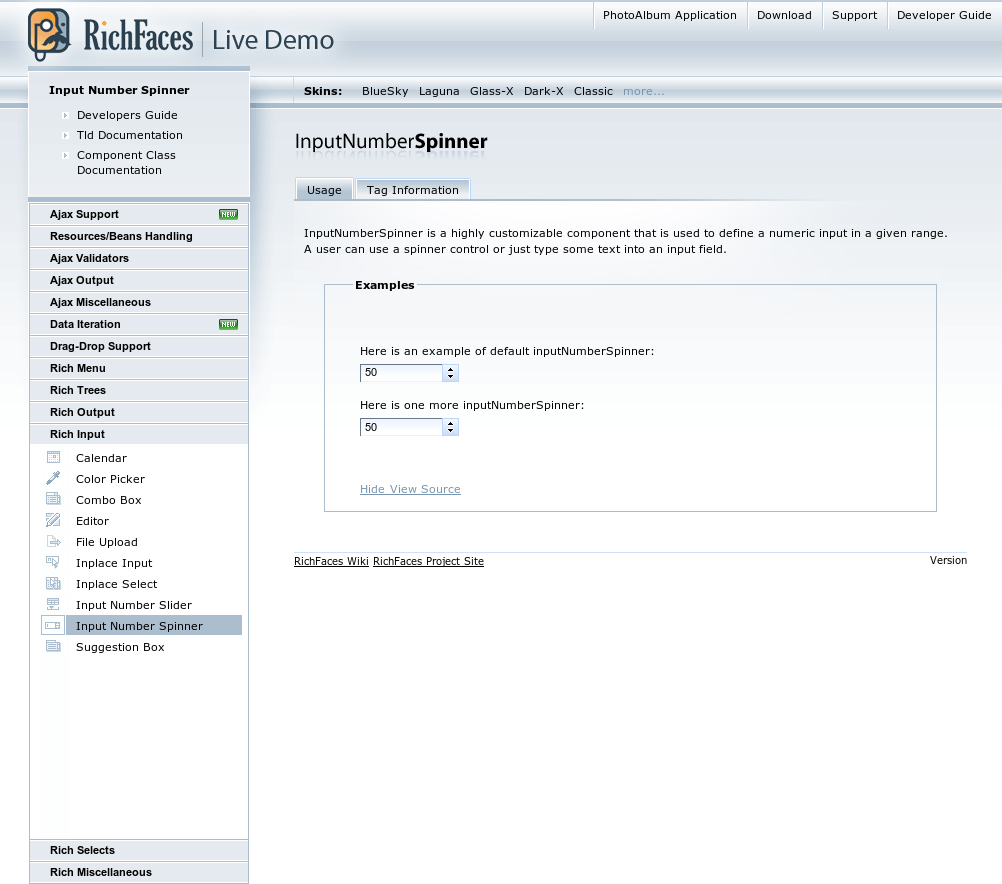 PhotoAlbum Application Download Support Developer Guide
RichFaces Live Demo
Skins: BlueSky Laguna Glass-X Dark-X Classic more...
Input Number Spinner
Developers Guide
Tld Documentation
Component Class
Documentation
Ajax Support NEW
Resources/Beans Handling
Ajax Validators
Ajax Output
Ajax Miscellaneous
Data Iteration NEW
Drag-Drop Support
Rich Menu
Rich Trees
Rich Output
Rich Input
Calendar
Color Picker
Combo Box
Editor
File Upload
Inplace Input
Inplace Select
Input Number Slider
Input Number Spinner
Suggestion Box
Rich Selects
Rich Miscellaneous
InputNumberSpinner
Usage Tag Information
InputNumberSpinner is a highly customizable component that is used to define a numeric input in a given range.
A user can use a spinner control or just type some text into an input field.
Examples
Here is an example of default inputNumberSpinner:
50
Here is one more inputNumberSpinner:
50
Hide View Source
RichFaces Wiki RichFaces Project Site Version